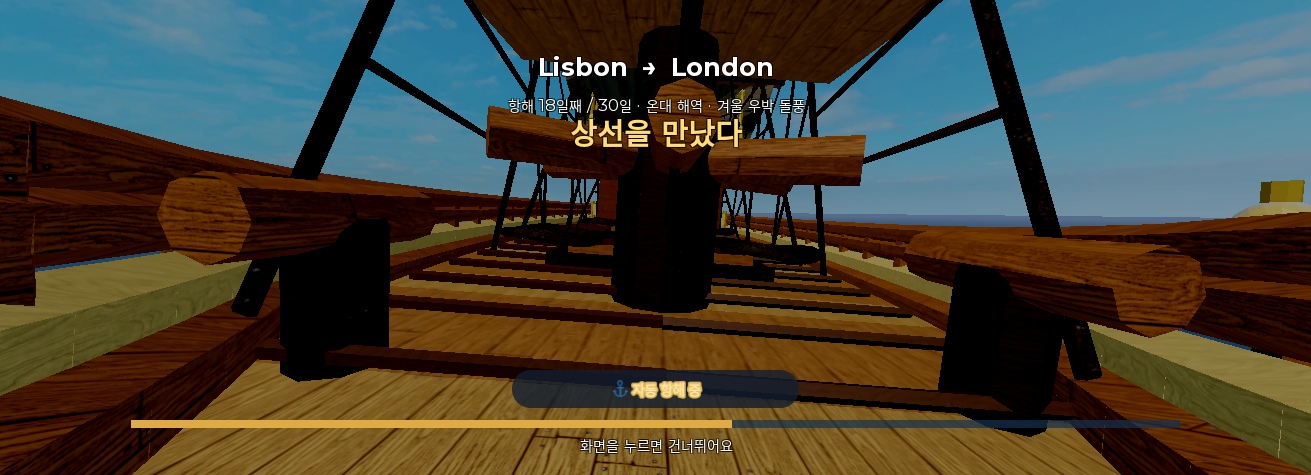 Lisbon → London
항해 18일째 / 30일 · 온대 해역 · 겨울 우박 돌풍
상선을 만났다
⚓ 자동 항해 중
화면을 누르면 건너뛰어요